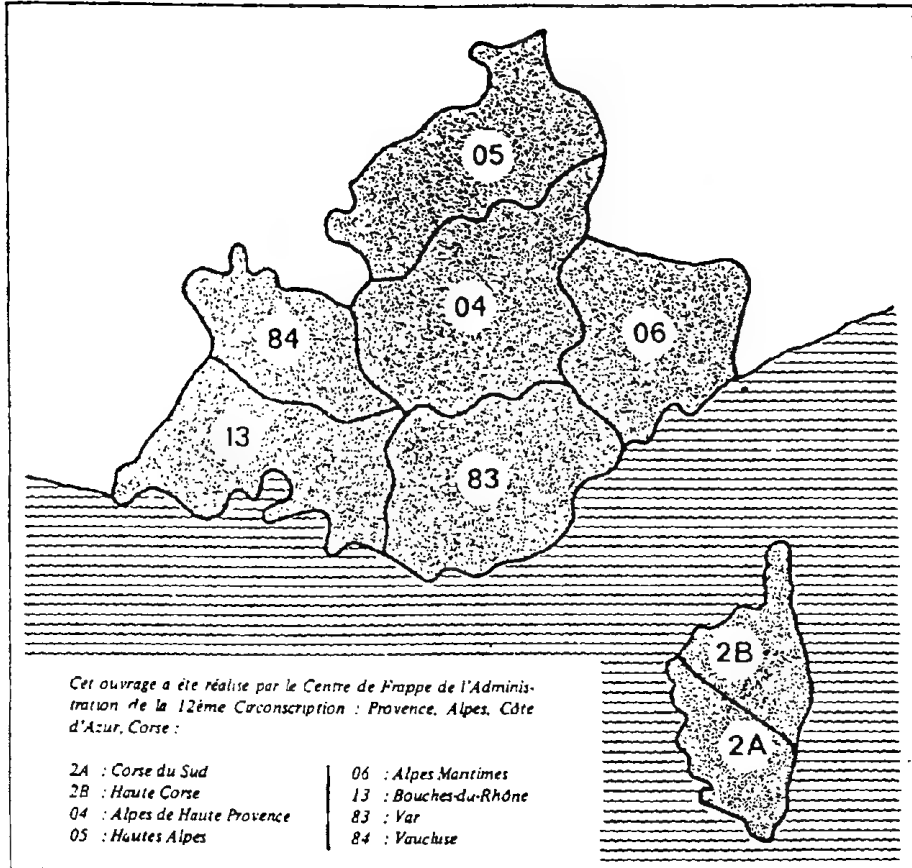 05
04
06
84
13
83
2B
2A
Cet ouvrage a éte réalise par le Centre de Frappe de l'Adminis-
tration de la 12ème Circonscription : Provence, Alpes, Côte
d'Azur, Corse :
2A : Corse du Sud
2B : Haute Corse
04 : Alpes de Haute Provence
05 : Hautes Alpes
06 : Alpes Maritimes
13 : Bouches-du-Rhône
83 : Var
84 : Vaucluse